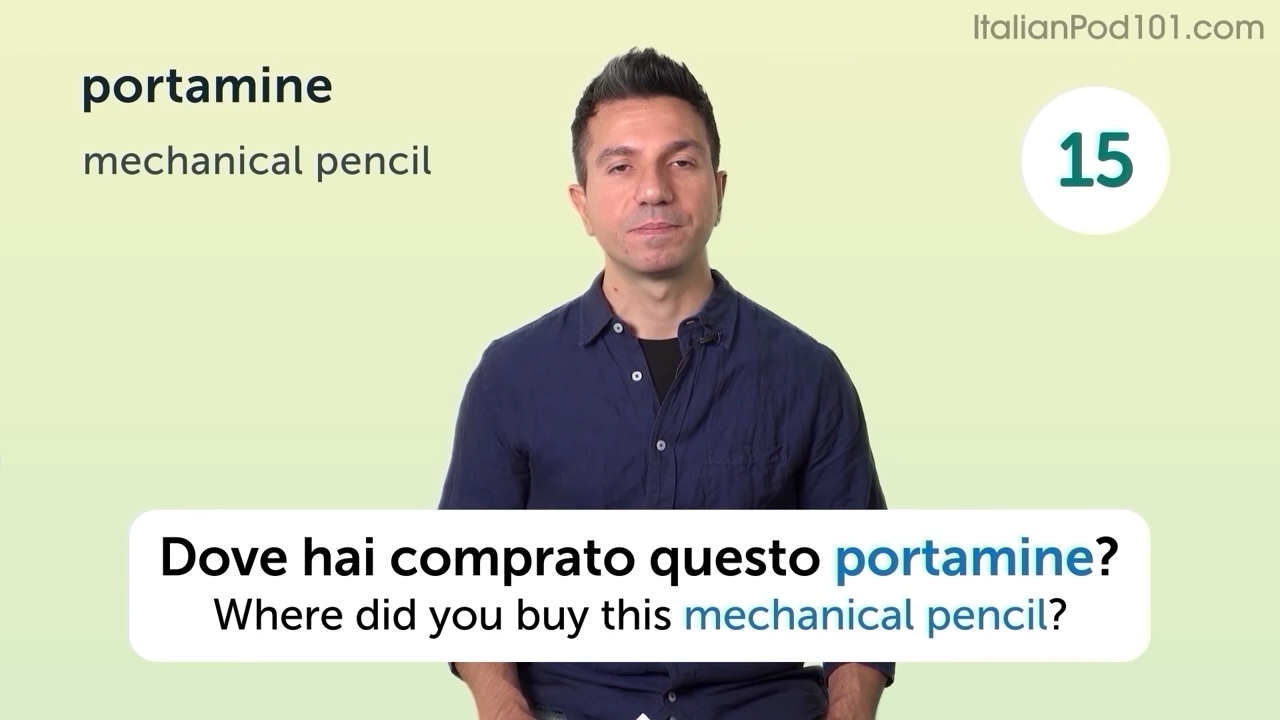 ItalianPod101.com
portamine
mechanical pencil
15
Dove hai comprato questo portamine?
Where did you buy this mechanical pencil?